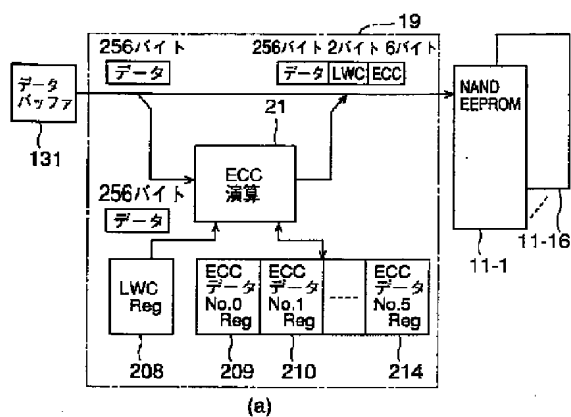 19
256バイト
256バイト 2バイト 6バイト
データ
データ LWC ECC
データ
バッファ
131
NAND
EEPROM
21
ECC
演算
256バイト
データ
11-16
11-1
LWC
Reg
ECC
データ
No.0
Reg
ECC
データ
No.1
Reg
ECC
データ
No.5
Reg
208
209
210
214
(a)